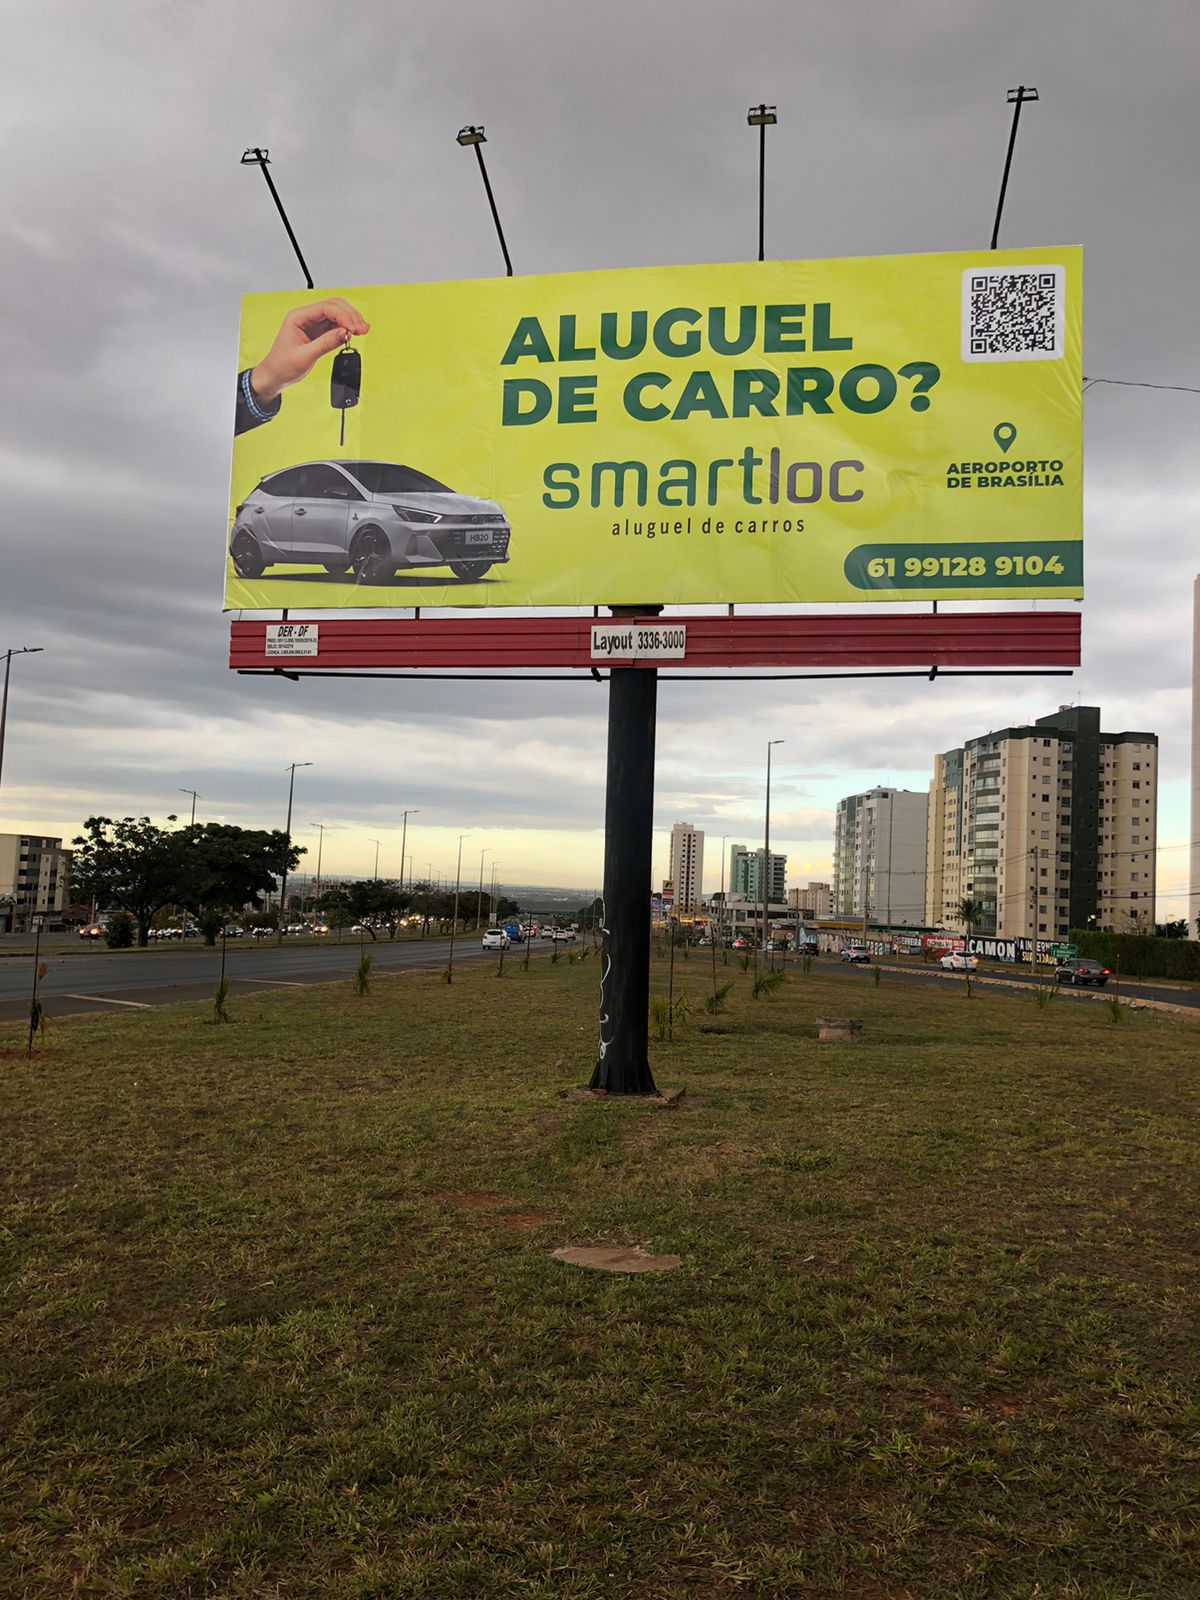 ALUGUEL
DE CARRO?
smartloc
aluguel de carros
AEROPORTO
DE BRASÍLIA
61 99128 9104
HB20
DER - DF
Layout 3336-3000
CAMON